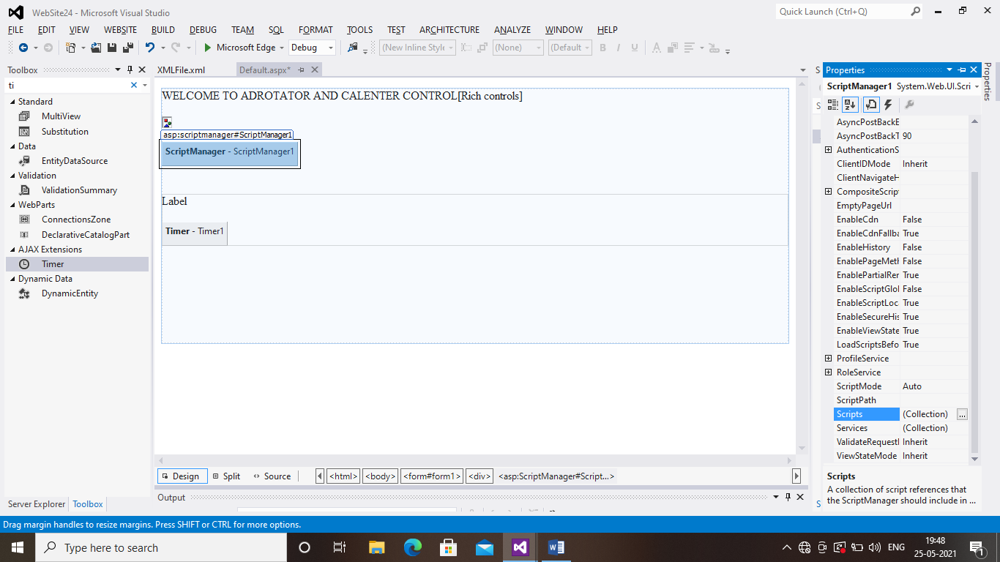 WebSite24 - Microsoft Visual Studio
Quick Launch (Ctrl+Q)
FILE EDIT VIEW WEBSITE BUILD DEBUG TEAM SQL FORMAT TOOLS TEST ARCHITECTURE ANALYZE WINDOW HELP
Microsoft Edge Debug (New Inline Style (None) (Default B I U A
Toolbox
ti
Standard
MultiView
Substitution
Data
EntityDataSource
Validation
ValidationSummary
WebParts
ConnectionsZone
DeclarativeCatalogPart
AJAX Extensions
Timer
Dynamic Data
DynamicEntity
Server Explorer Toolbox
XMLFile.xml Default.aspx*
WELCOME TO ADROTATOR AND CALENTER CONTROL[Rich controls]
asp:scriptmanager#ScriptManager1
ScriptManager - ScriptManager1
Label
Timer - Timer1
Design Split Source <html> <body> <form#form1> <div> <asp:ScriptManager#Script...>
Output
S
S
S
Properties
Properties
ScriptManager1 System.Web.UI.Scri
AsyncPostBackE
AsyncPostBackT 90
AuthenticationS
ClientIDMode Inherit
ClientNavigateH
CompositeScrip
EmptyPageUrl
EnableCdn False
EnableCdnFallba True
EnableHistory False
EnablePageMeth False
EnablePartialRen True
EnableScriptGlob False
EnableScriptLoca True
EnableSecureHis True
EnableViewState True
LoadScriptsBefo True
ProfileService
RoleService
ScriptMode Auto
ScriptPath
Scripts (Collection) ...
Services (Collection)
ValidateRequestM Inherit
ViewStateMode Inherit
Scripts
A collection of script references that
the ScriptManager should include in ...
Drag margin handles to resize margins. Press SHIFT or CTRL for more options.
Type here to search
ENG
19:48
25-05-2021
1